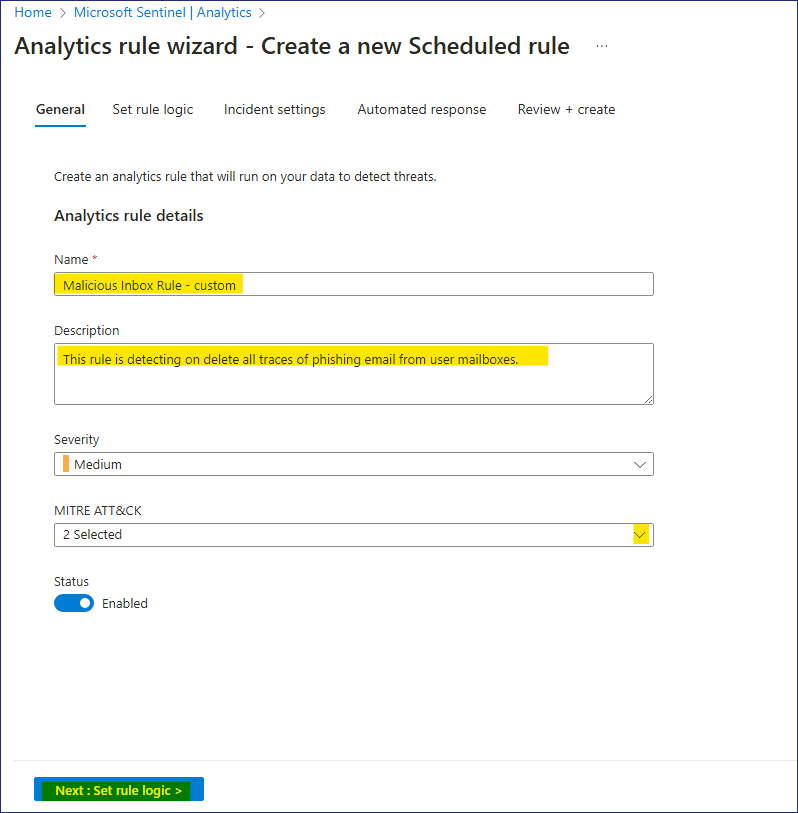 Home > Microsoft Sentinel | Analytics >
Analytics rule wizard - Create a new Scheduled rule ...
General Set rule logic Incident settings Automated response Review + create
Create an analytics rule that will run on your data to detect threats.
Analytics rule details
Name *
Malicious Inbox Rule - custom
Description
This rule is detecting on delete all traces of phishing email from user mailboxes.
Severity
Medium
MITRE ATT&CK
2 Selected
Status
Enabled
Next : Set rule logic >